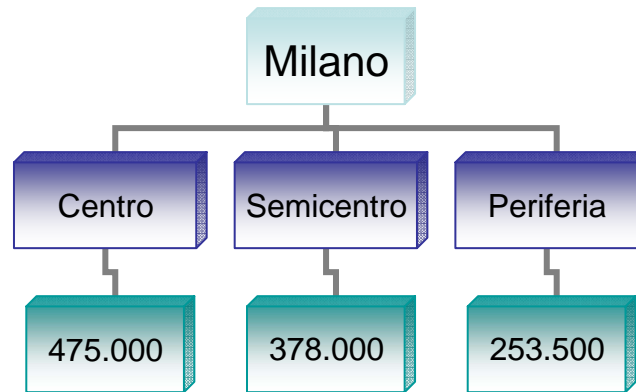 Milano
Centro
Semicentro
Periferia
475.000
378.000
253.500